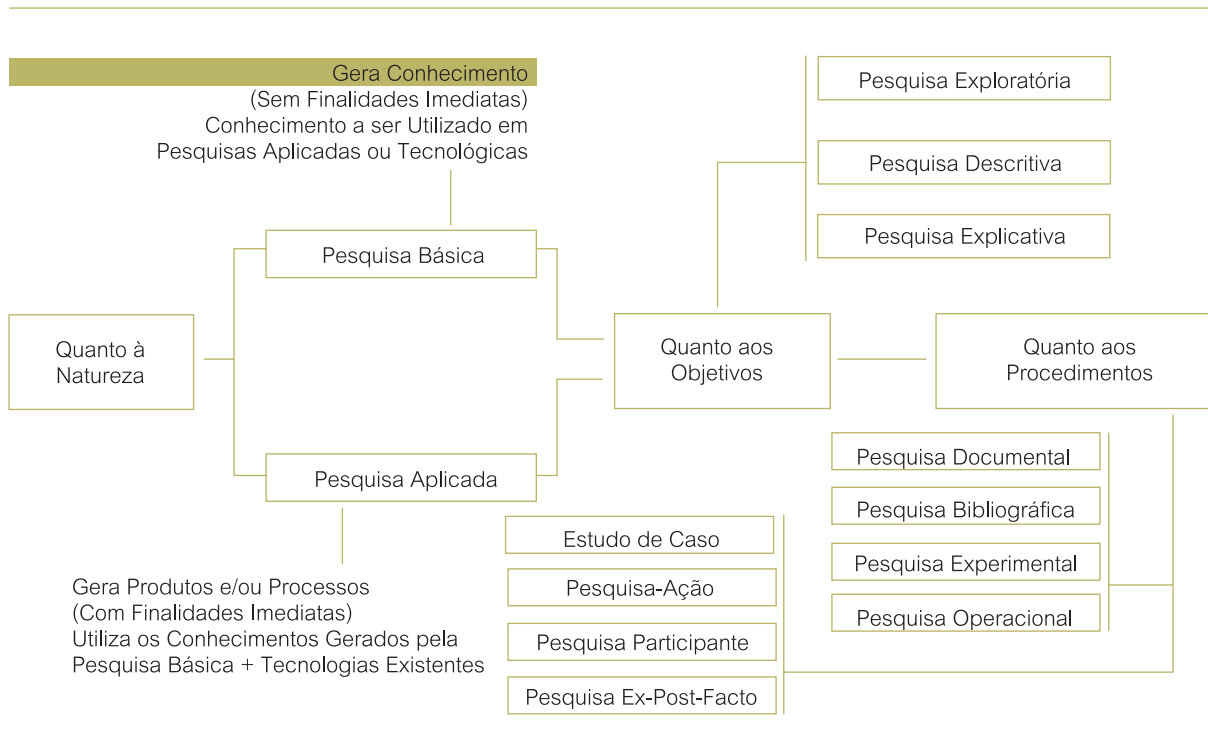 Gera Conhecimento
(Sem Finalidades Imediatas)
Conhecimento a ser Utilizado em
Pesquisas Aplicadas ou Tecnológicas
Pesquisa Exploratória
Pesquisa Descritiva
Pesquisa Explicativa
Pesquisa Básica
Quanto à
Natureza
Quanto aos
Objetivos
Quanto aos
Procedimentos
Pesquisa Aplicada
Gera Produtos e/ou Processos
(Com Finalidades Imediatas)
Utiliza os Conhecimentos Gerados pela
Pesquisa Básica + Tecnologias Existentes
Pesquisa Documental
Pesquisa Bibliográfica
Pesquisa Experimental
Pesquisa Operacional
Estudo de Caso
Pesquisa-Ação
Pesquisa Participante
Pesquisa Ex-Post-Facto